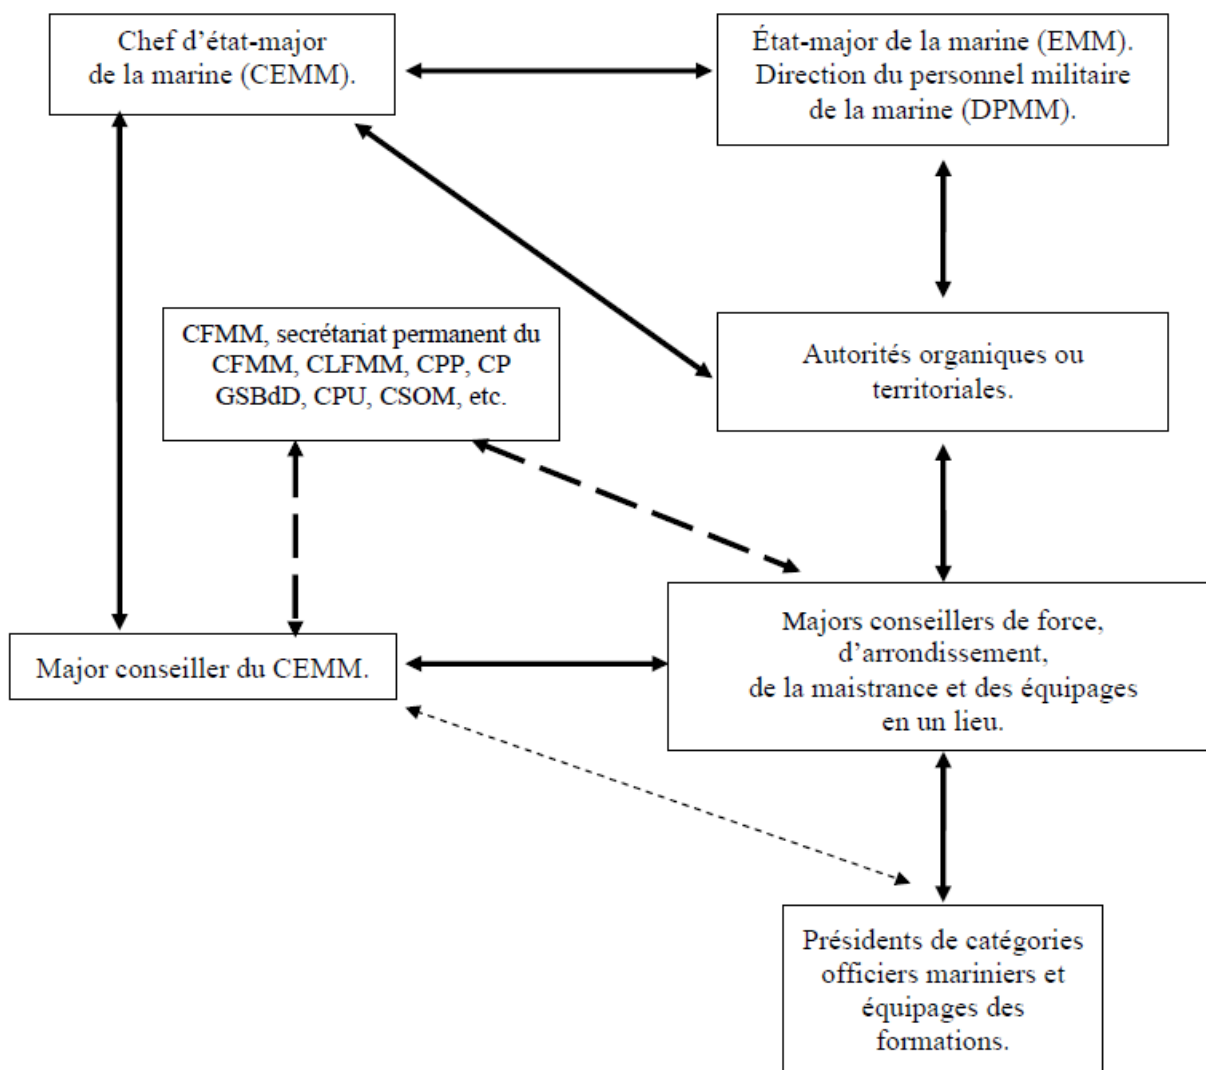 Chef d’état-major
de la marine (CEMM).
État-major de la marine (EMM).
Direction du personnel militaire
de la marine (DPMM).
CFMM, secrétariat permanent du
CFMM, CLFMM, CPP, CP
GSBdD, CPU, CSOM, etc.
Autorités organiques ou
territoriales.
Major conseiller du CEMM.
Majors conseillers de force,
d’arrondissement,
de la maistrance et des équipages
en un lieu.
Présidents de catégories
officiers mariniers et
équipages des
formations.